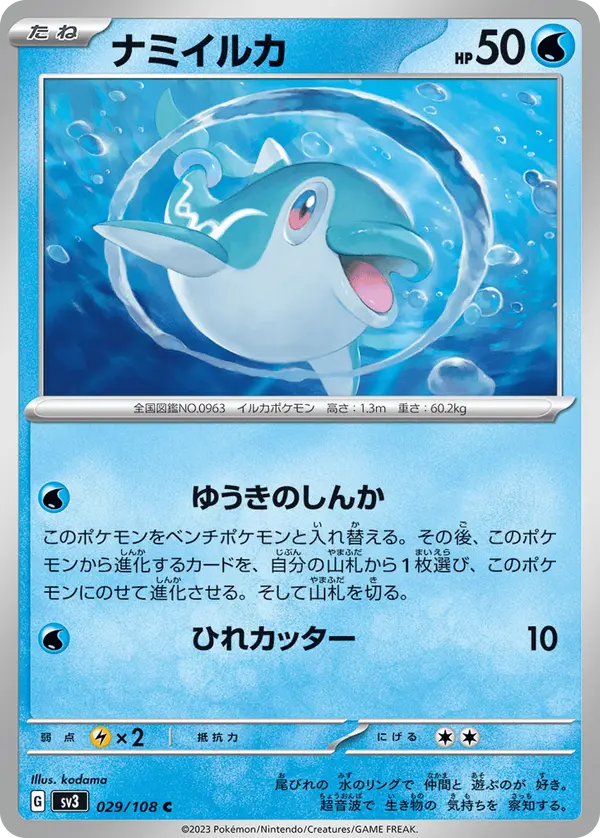 たね ナミイルカ HP50
全国図鑑NO.0963 イルカポケモン 高さ:1.3m 重さ:60.2kg
ゆうきのしんか
このポケモンをベンチポケモンと入れ替える。その後、このポケ
モンから進化するカードを、自分の山札から1枚選び、このポケ
モンにのせて進化させる。そして山札を切る。
ひれカッター 10
弱点 ×2 抵抗力 にげる
Illus. kodama
G sv3 029/108 C
尾びれの水のリングで仲間と遊ぶのが好き。
超音波で生き物の気持ちを察知する。
©2023 Pokémon/Nintendo/Creatures/GAME FREAK.